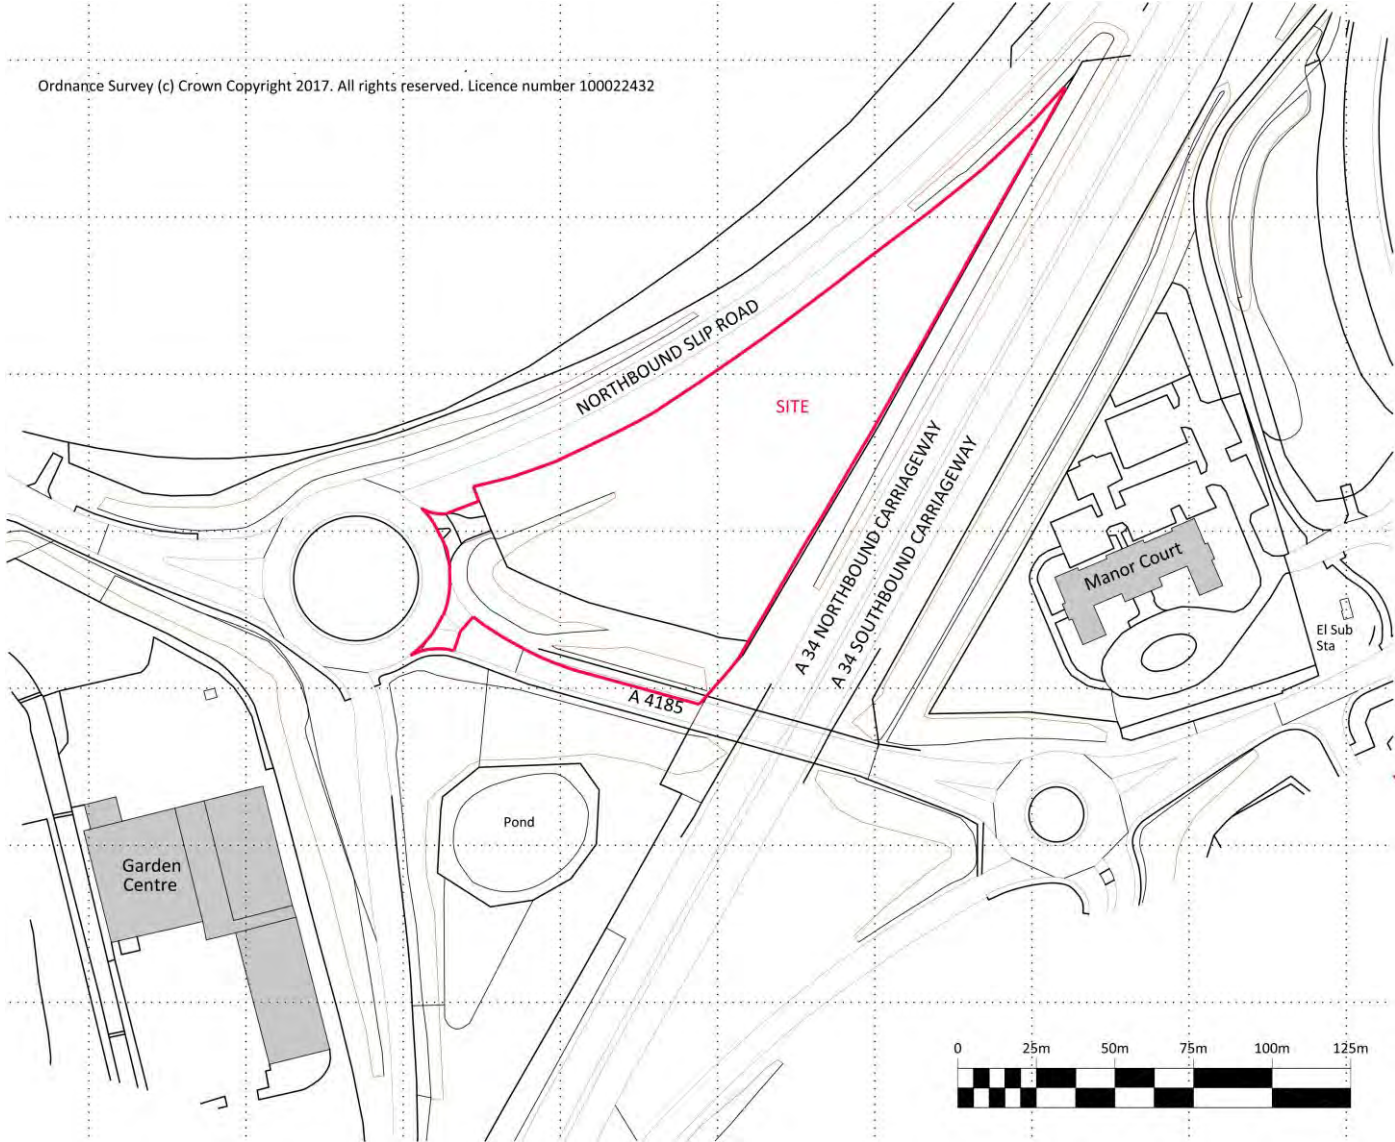 Ordnance Survey (c) Crown Copyright 2017. All rights reserved. Licence number 100022432
NORTHBOUND SLIP ROAD
SITE
A 34 NORTHBOUND CARRIAGEWAY
A 34 SOUTHBOUND CARRIAGEWAY
Manor Court
El Sub
Sta
A 4185
Pond
Garden
Centre
0 25m 50m 75m 100m 125m